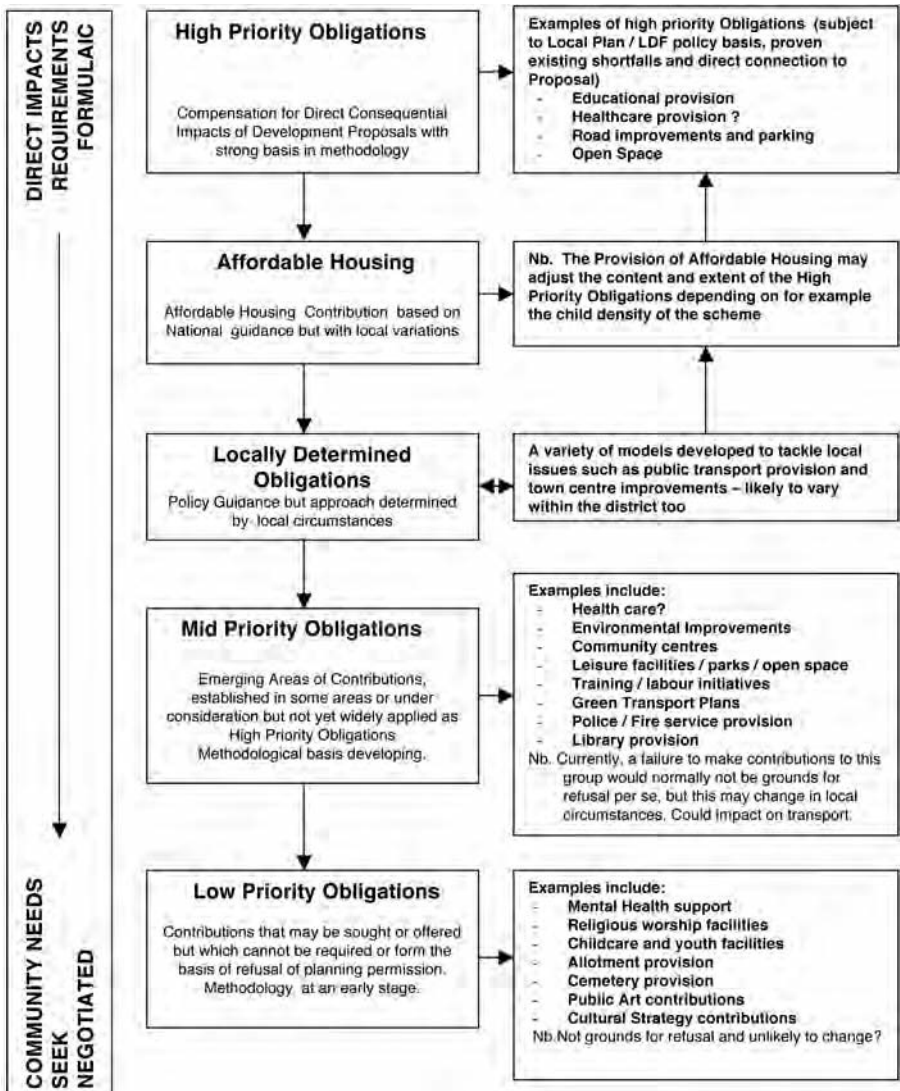 DIRECT IMPACTS
REQUIREMENTS
FORMULAIC
COMMUNITY NEEDS
SEEK
NEGOTIATED
High Priority Obligations
Compensation for Direct Consequential
Impacts of Development Proposals with
strong basis in methodology
Examples of high priority Obligations (subject
to Local Plan / LDF policy basis, proven
existing shortfalls and direct connection to
Proposal)
- Educational provision
- Healthcare provision ?
- Road improvements and parking
- Open Space
Affordable Housing
Affordable Housing Contribution based on
National guidance but with local variations
Nb. The Provision of Affordable Housing may
adjust the content and extent of the High
Priority Obligations depending on for example
the child density of the scheme
Locally Determined
Obligations
Policy Guidance but approach determined
by local circumstances
A variety of models developed to tackle local
issues such as public transport provision and
town centre improvements – likely to vary
within the district too
Mid Priority Obligations
Emerging Areas of Contributions,
established in some areas or under
consideration but not yet widely applied as
High Priority Obligations
Methodological basis developing.
Examples include:
- Health care?
- Environmental Improvements
- Community centres
- Leisure facilities / parks / open space
- Training / labour initiatives
- Green Transport Plans
- Police / Fire service provision
- Library provision
Nb. Currently, a failure to make contributions to this
group would normally not be grounds for
refusal per se, but this may change in local
circumstances. Could impact on transport.
Low Priority Obligations
Contributions that may be sought or offered
but which cannot be required or form the
basis of refusal of planning permission.
Methodology at an early stage.
Examples include:
- Mental Health support
- Religious worship facilities
- Childcare and youth facilities
- Allotment provision
- Cemetery provision
- Public Art contributions
- Cultural Strategy contributions
Nb.Not grounds for refusal and unlikely to change?